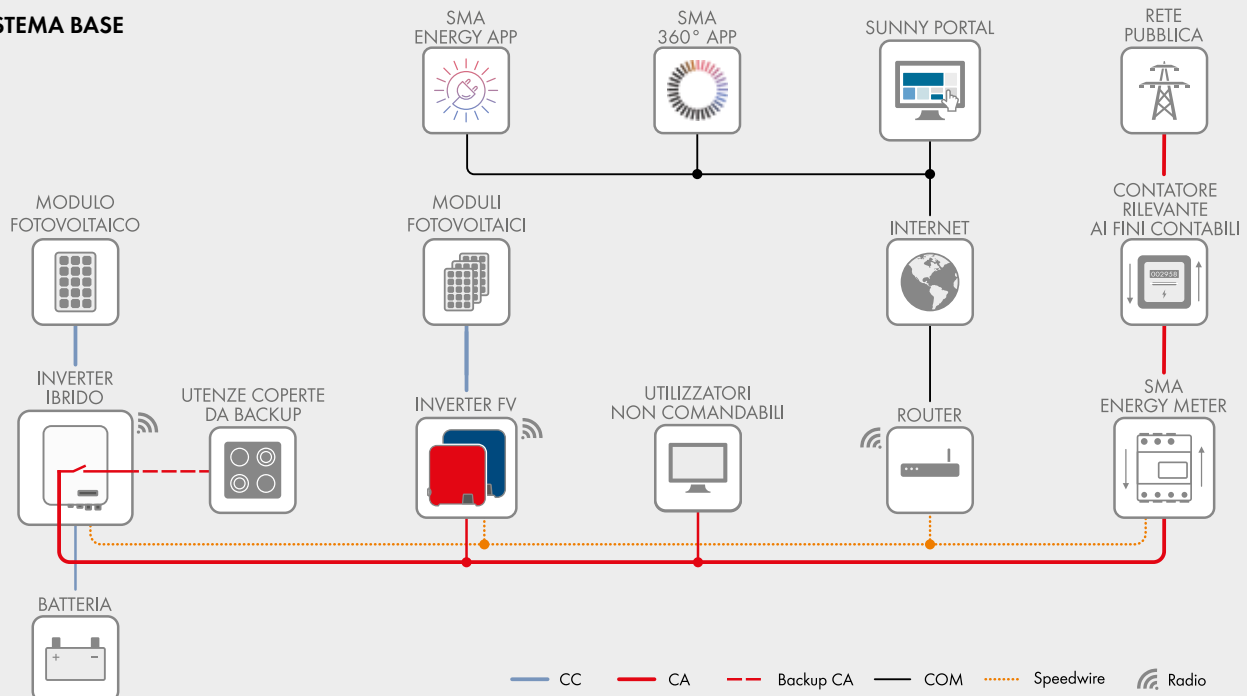 STEMA BASE
SMA
ENERGY APP
SMA
360° APP
SUNNY PORTAL
RETE
PUBBLICA
MODULO
FOTOVOLTAICO
MODULI
FOTOVOLTAICI
INTERNET
CONTATORE
RILEVANTE
AI FINI CONTABILI
002958
INVERTER
IBRIDO
UTENZE COPERTE
DA BACKUP
INVERTER FV
UTILIZZATORI
NON COMANDABILI
ROUTER
SMA
ENERGY METER
BATTERIA
+ −
CC
CA
Backup CA
COM
Speedwire
Radio